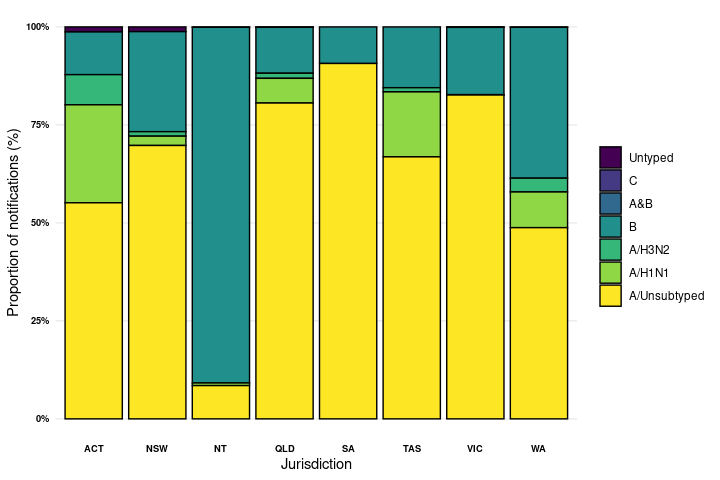 100%
75%
50%
25%
0%
Proportion of notifications (%)
ACT NSW NT QLD SA TAS VIC WA
Jurisdiction
Untyped
C
A&B
B
A/H3N2
A/H1N1
A/Unsubtyped